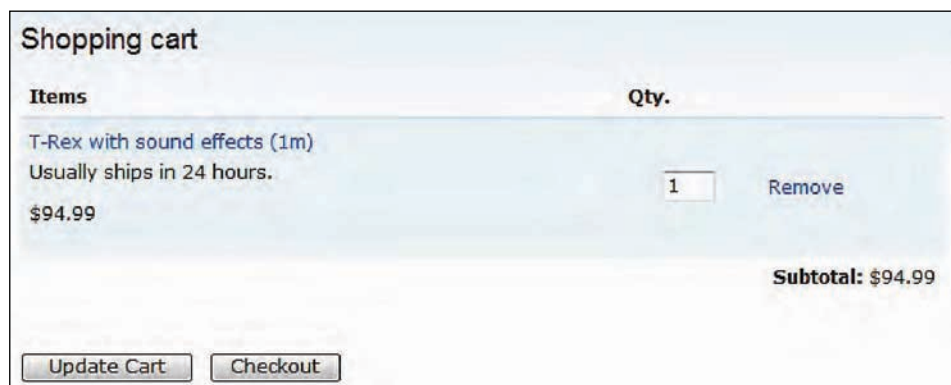 Shopping cart
Items Qty.
T-Rex with sound effects (1m)
Usually ships in 24 hours.
1 Remove
$94.99
Subtotal: $94.99
Update Cart Checkout